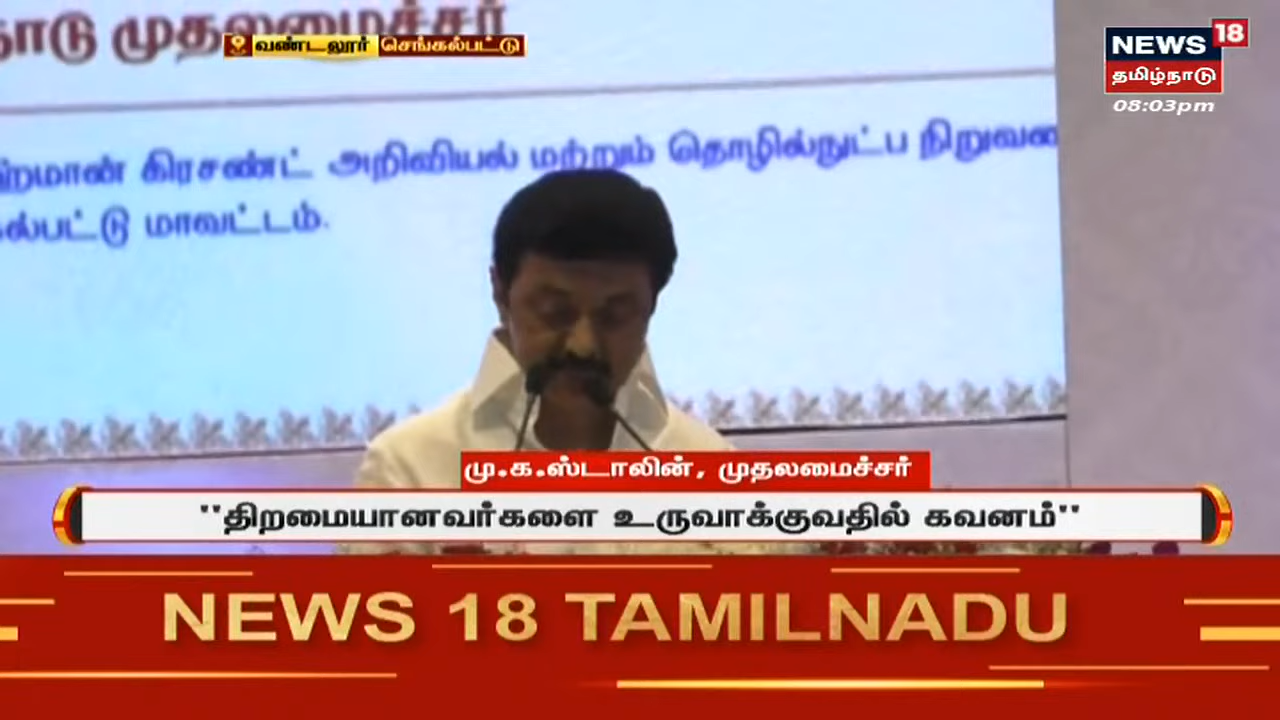 நாடு முதலமைச்சர்
வண்டலூர் செங்கல்பட்டு
NEWS 18
தமிழ்நாடு
08:03pm
கிரசண்ட் அறிவியல் மற்றும் தொழில்நுட்ப
மாவட்டம்.
மு.க.ஸ்டாலின், முதலமைச்சர்
"திறமையானவர்களை உருவாக்குவதில் கவனம்"
NEWS 18 TAMILNADU